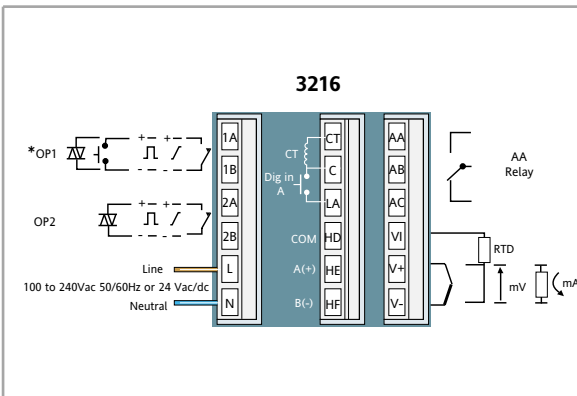 3216
1A
1B
2A
2B
L
N
CT
C
LA
HD
HE
HF
AA
AB
AC
VI
V+
V-
CT
Dig in
A
COM
A(+)
B(-)
*OP1
+ +
- -
OP2
+ +
- -
Line
100 to 240Vac 50/60Hz or 24 Vac/dc
Neutral
AA
Relay
RTD
mV
mA